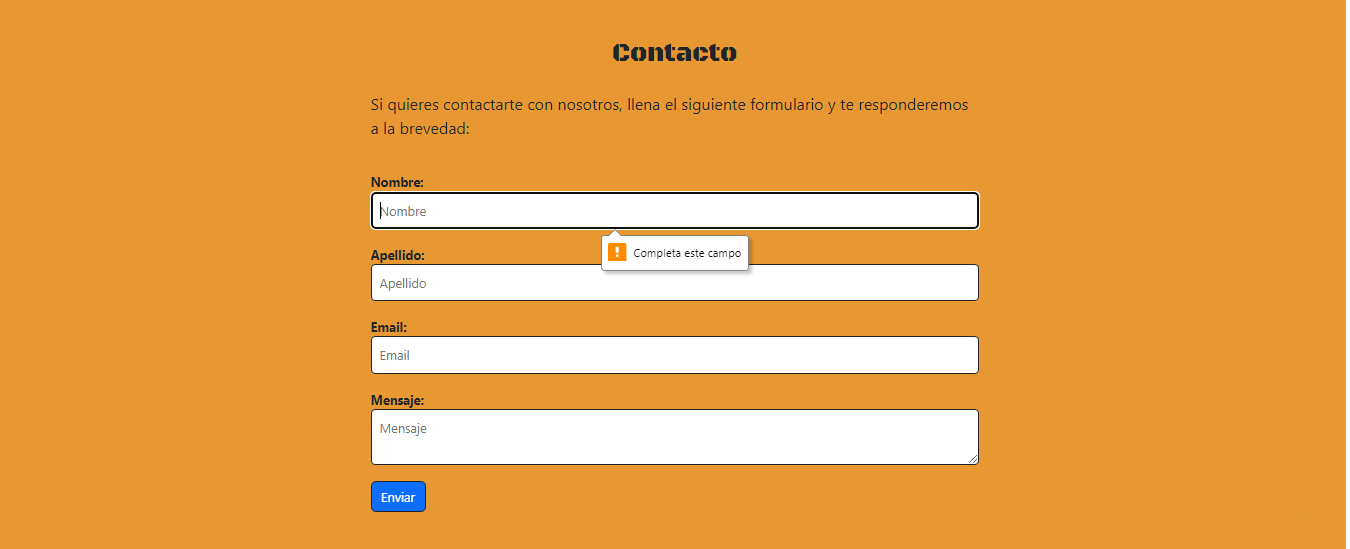 Contacto
Si quieres contactarte con nosotros, llena el siguiente formulario y te responderemos
a la brevedad:
Nombre:
Nombre
Completa este campo
Apellido:
Apellido
Email:
Email
Mensaje:
Mensaje
Enviar